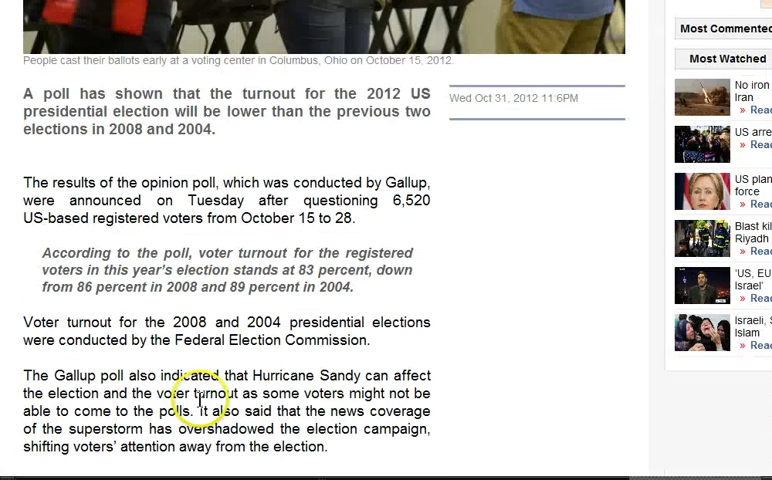 People cast their ballots early at a voting center in Columbus, Ohio on October 15, 2012.
A poll has shown that the turnout for the 2012 US
presidential election will be lower than the previous two
elections in 2008 and 2004.
Wed Oct 31, 2012 11:6PM
The results of the opinion poll, which was conducted by Gallup,
were announced on Tuesday after questioning 6,520
US-based registered voters from October 15 to 28.
According to the poll, voter turnout for the registered
voters in this year's election stands at 83 percent, down
from 86 percent in 2008 and 89 percent in 2004.
Voter turnout for the 2008 and 2004 presidential elections
were conducted by the Federal Election Commission.
The Gallup poll also indicated that Hurricane Sandy can affect
the election and the voter turnout as some voters might not be
able to come to the polls. It also said that the news coverage
of the superstorm has overshadowed the election campaign,
shifting voters' attention away from the election.
Most Commented
Most Watched
No iron
Iran
» Rea
US arre
» Read
US plan
force
» Read
Blast kil
Riyadh
» Read
'US, EU
Israel'
» Read
Israeli, S
Islam
» Read